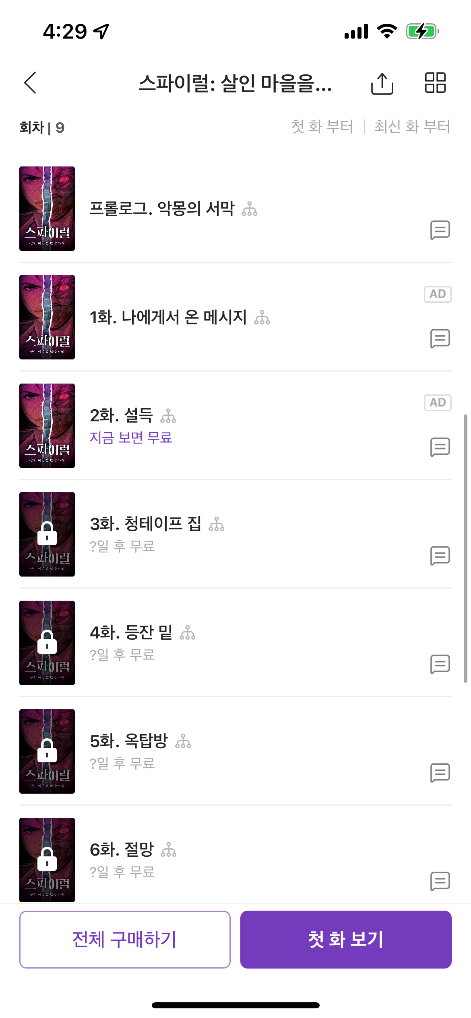 4:29
스파이럴: 살인 마을을...
회차 | 9
첫 화 부터 | 최신 화 부터
스파이럴
프롤로그. 악몽의 서막
스파이럴
1화. 나에게서 온 메시지
AD
스파이럴
2화. 설득
지금 보면 무료
AD
스파이럴
3화. 청테이프 집
?일 후 무료
스파이럴
4화. 등잔 밑
?일 후 무료
스파이럴
5화. 옥탑방
?일 후 무료
스파이럴
6화. 절망
?일 후 무료
전체 구매하기
첫 화 보기